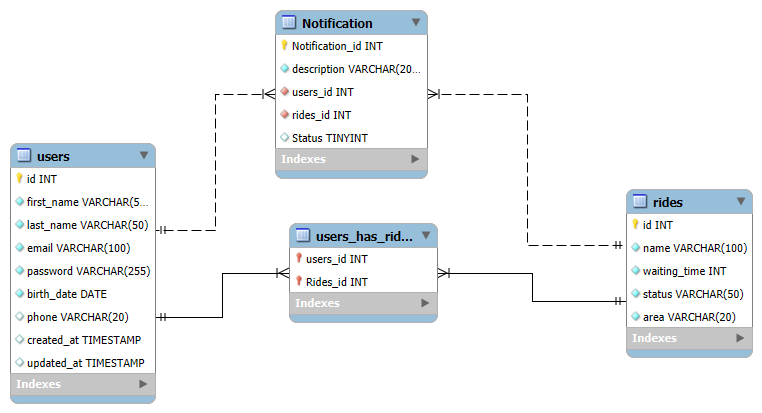 Notification
Notification_id INT
description VARCHAR(20...
users_id INT
rides_id INT
Status TINYINT
Indexes
users
id INT
first_name VARCHAR(5...
last_name VARCHAR(50)
email VARCHAR(100)
password VARCHAR(255)
birth_date DATE
phone VARCHAR(20)
created_at TIMESTAMP
updated_at TIMESTAMP
Indexes
users_has_rid...
users_id INT
Rides_id INT
Indexes
rides
id INT
name VARCHAR(100)
waiting_time INT
status VARCHAR(50)
area VARCHAR(20)
Indexes